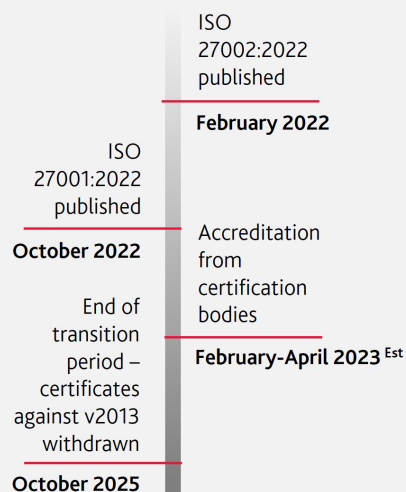 ISO
27002:2022
published
February 2022
ISO
27001:2022
published
October 2022
Accreditation
from
certification
bodies
February-April 2023 Est
End of
transition
period –
certificates
against v2013
withdrawn
October 2025